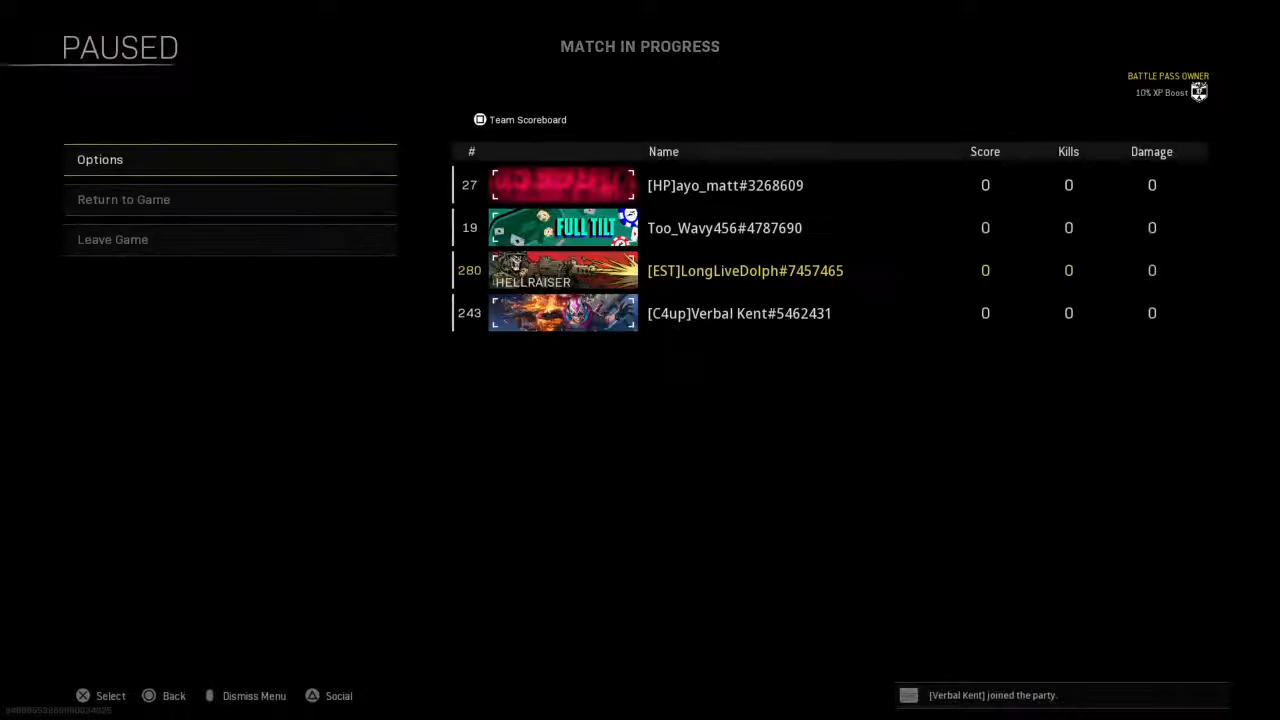 PAUSED
MATCH IN PROGRESS
BATTLE PASS OWNER
10% XP Boost
Team Scoreboard
Options
Return to Game
Leave Game
# Name Score Kills Damage
27 [HP]ayo_matt#3268609 0 0 0
19 FULL TILT Too_Wavy456#4787690 0 0 0
280 HELLRAISER [EST]LongLiveDolph#7457465 0 0 0
243 [C4up]Verbal Kent#5462431 0 0 0
Select Back Dismiss Menu Social
[Verbal Kent] joined the party.